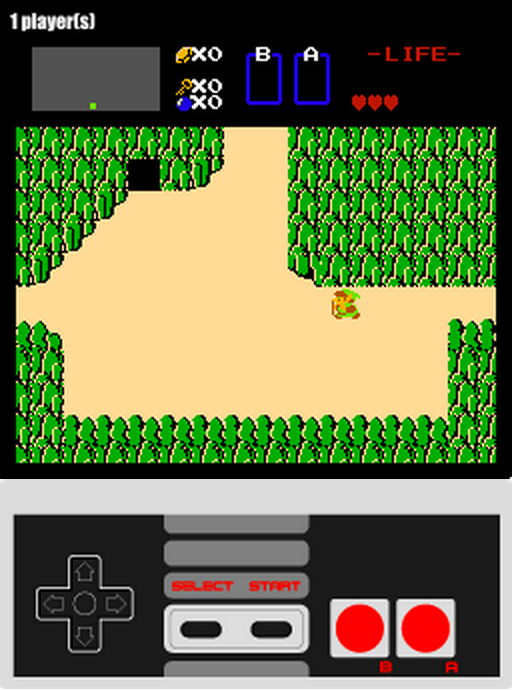 1 player(s)
X0 B A -LIFE-
X0
X0
SELECT START
B A